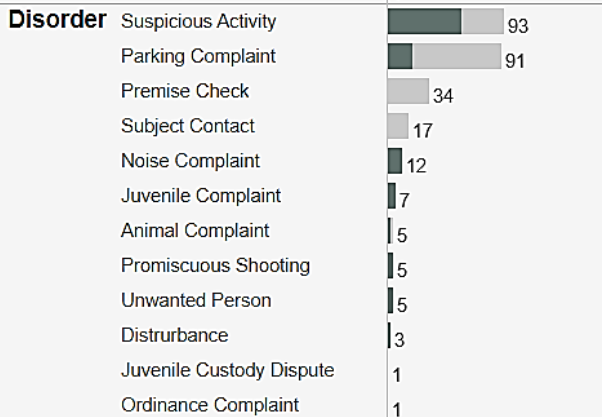 Disorder Suspicious Activity 93
Parking Complaint 91
Premise Check 34
Subject Contact 17
Noise Complaint 12
Juvenile Complaint 7
Animal Complaint 5
Promiscuous Shooting 5
Unwanted Person 5
Distrurbance 3
Juvenile Custody Dispute 1
Ordinance Complaint 1